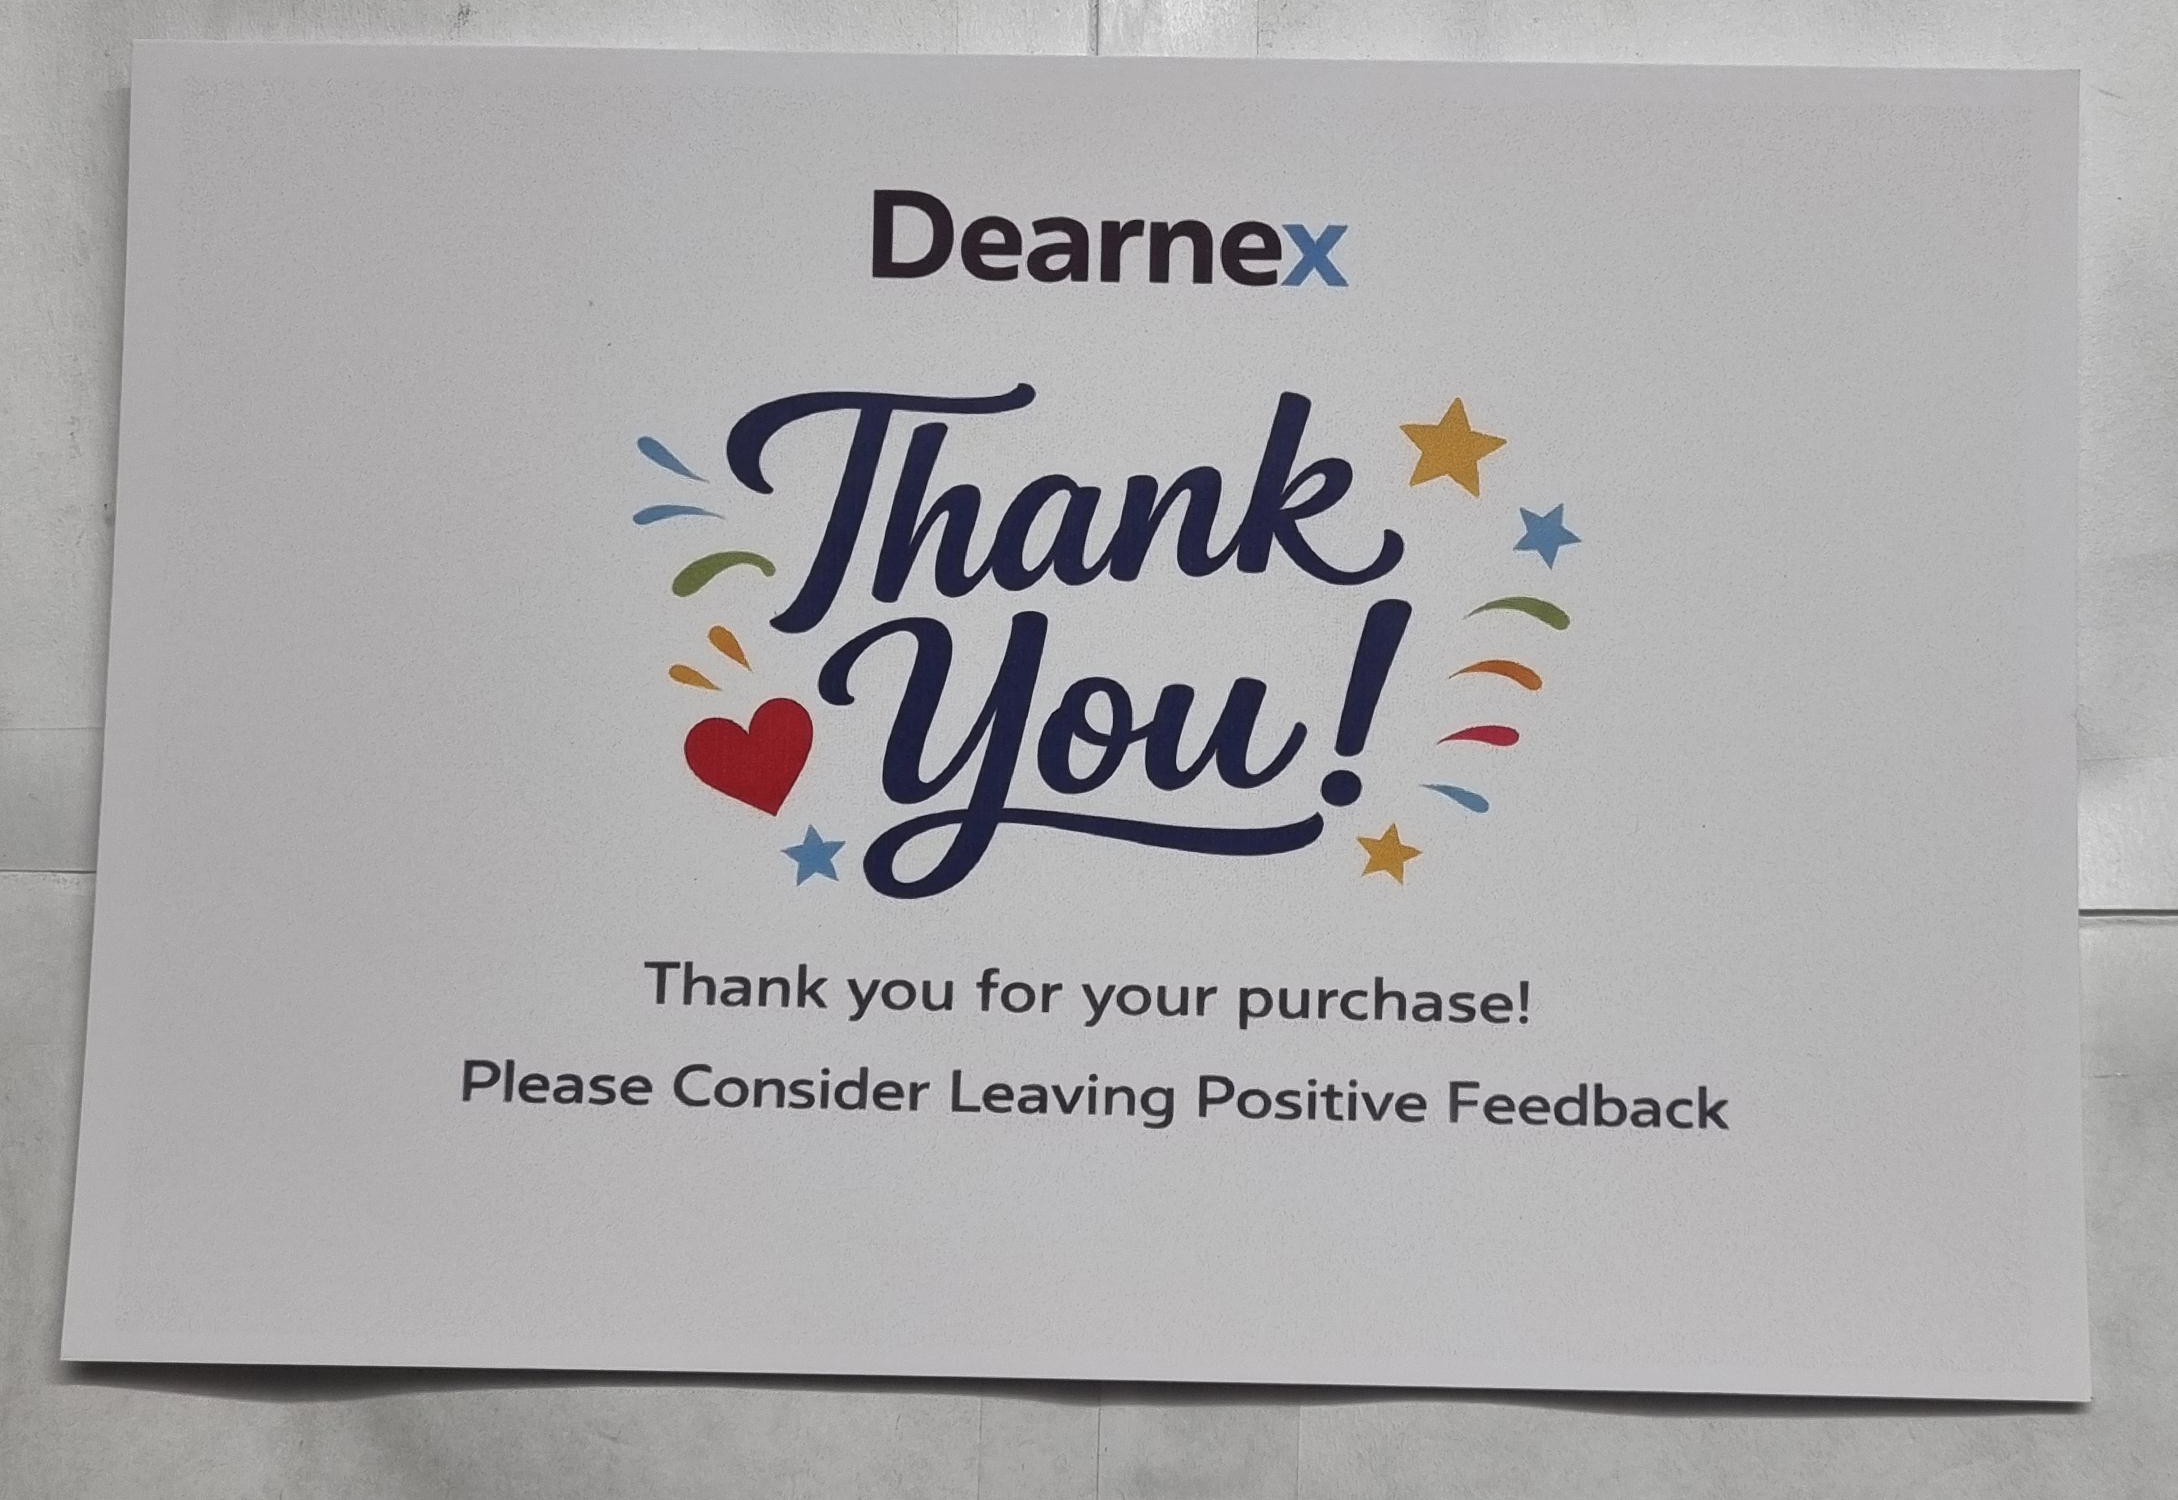 Dearnex
Thank
You!
Thank you for your purchase!
Please Consider Leaving Positive Feedback